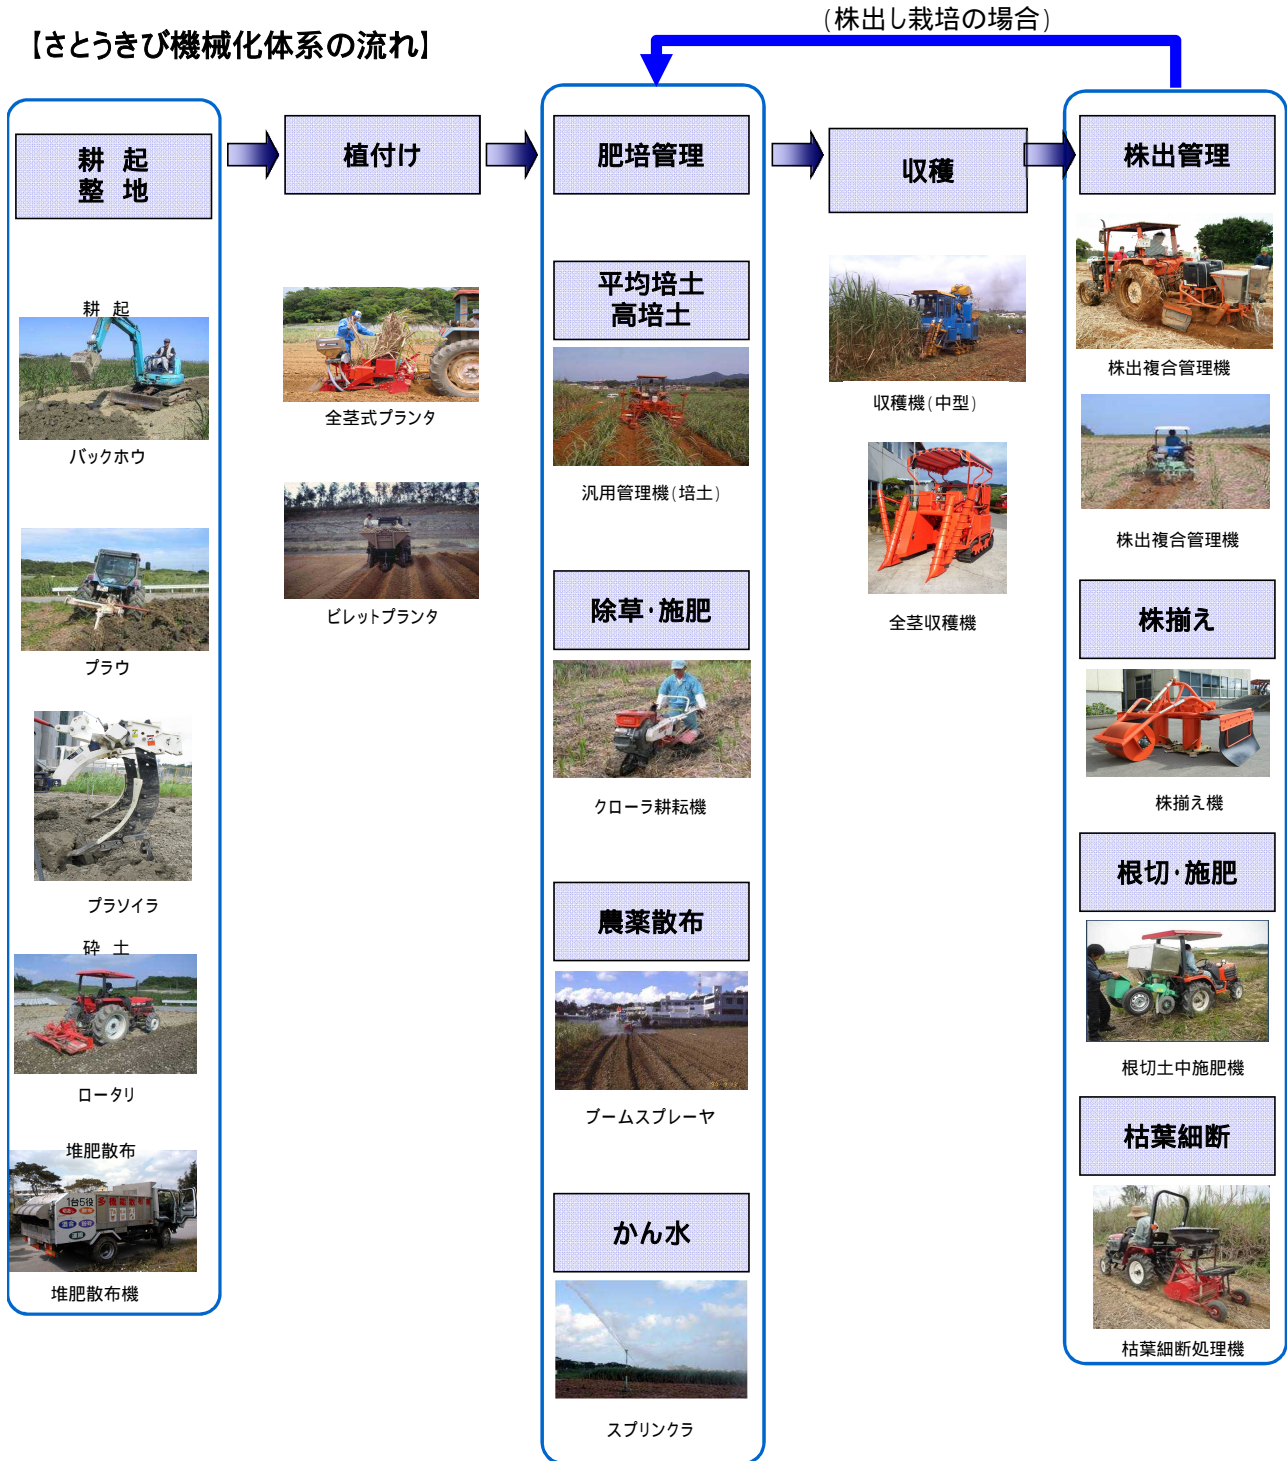 (株出し栽培の場合)
【さとうきび機械化体系の流れ】
耕 起
整 地
耕 起
バックホウ
プラウ
プラソイラ
砕 土
ロータリ
堆肥散布
1台5役
堆肥散布機
植付け
全茎式プランタ
ビレットプランタ
肥培管理
平均培土
高培土
汎用管理機(培土)
除草・施肥
クローラ耕耘機
農薬散布
ブームスプレーヤ
かん水
スプリンクラ
収穫
収穫機(中型)
全茎収穫機
株出管理
株出複合管理機
株出複合管理機
株揃え
株揃え機
根切・施肥
根切土中施肥機
枯葉細断
枯葉細断処理機